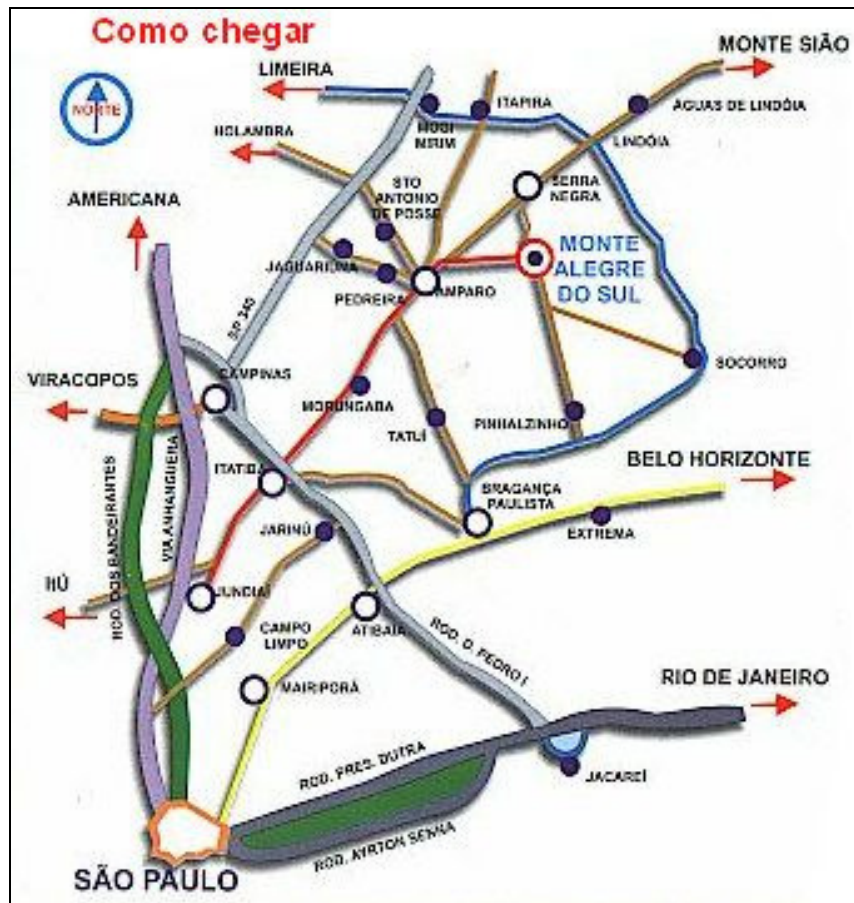 Como chegar
MONTE SIÃO
LIMEIRA
NORTE
ITAPIRA
ÁGUAS DE LINDÓIA
MOGI
MIRIM
HOLAMBRA
LINDÓIA
STO
ANTONIO
DE POSSE
SERRA
NEGRA
AMERICANA
MONTE
ALEGRE
DO SUL
JAGUARIUNA
PEDREIRA
AMPARO
SP 340
SOCORRO
CAMPINAS
VIRACOPOS
MORUNGABA
TATUÍ
PINHALZINHO
BELO HORIZONTE
ITATIBA
BRAGANÇA
PAULISTA
ROD. DOS BANDEIRANTES
VIA ANHANGUERA
JARINÚ
EXTREMA
ITÚ
JUNDIAÍ
CAMPO
LIMPO
ATIBAIA
ROD. D. PEDRO I
MAIRIPORÃ
RIO DE JANEIRO
ROD. PRES. DUTRA
JACAREÍ
ROD. AYRTON SENNA
SÃO PAULO